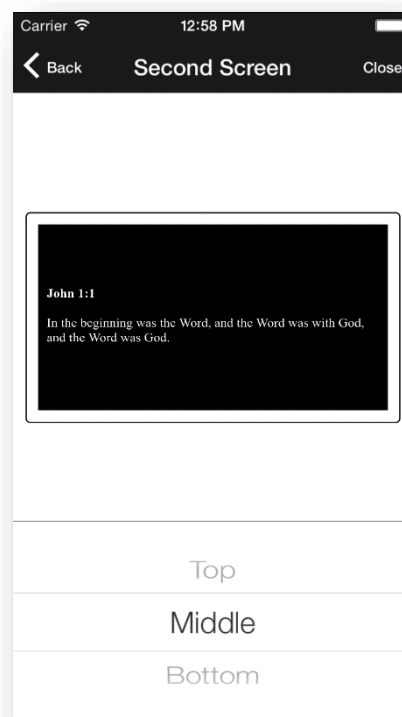 Carrier 12:58 PM
Back Second Screen Close
John 1:1
In the beginning was the Word, and the Word was with God,
and the Word was God.
Top
Middle
Bottom